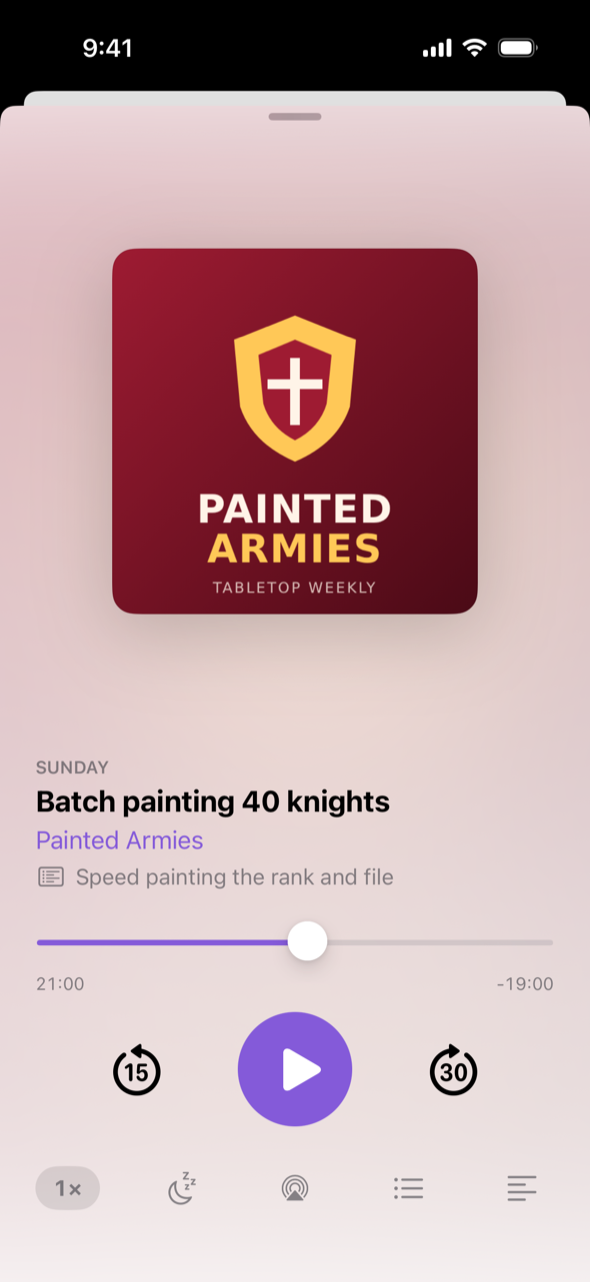 9:41
PAINTED
ARMIES
TABLETOP WEEKLY
SUNDAY
Batch painting 40 knights
Painted Armies
Speed painting the rank and file
21:00 -19:00
15 30
1×
zzz